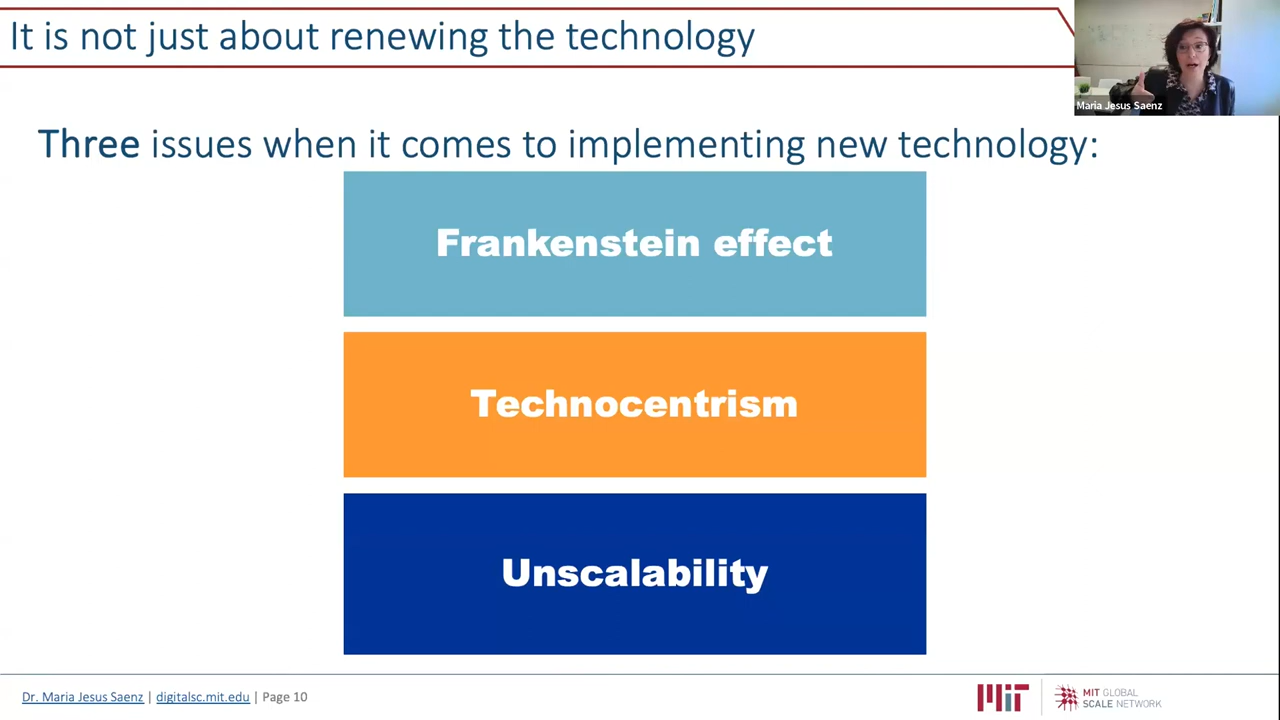 It is not just about renewing the technology
Maria Jesus Saenz
Three issues when it comes to implementing new technology:
Frankenstein effect
Technocentrism
Unscalability
Dr. Maria Jesus Saenz | digitalsc.mit.edu | Page 10
MIT
MIT GLOBAL
SCALE NETWORK